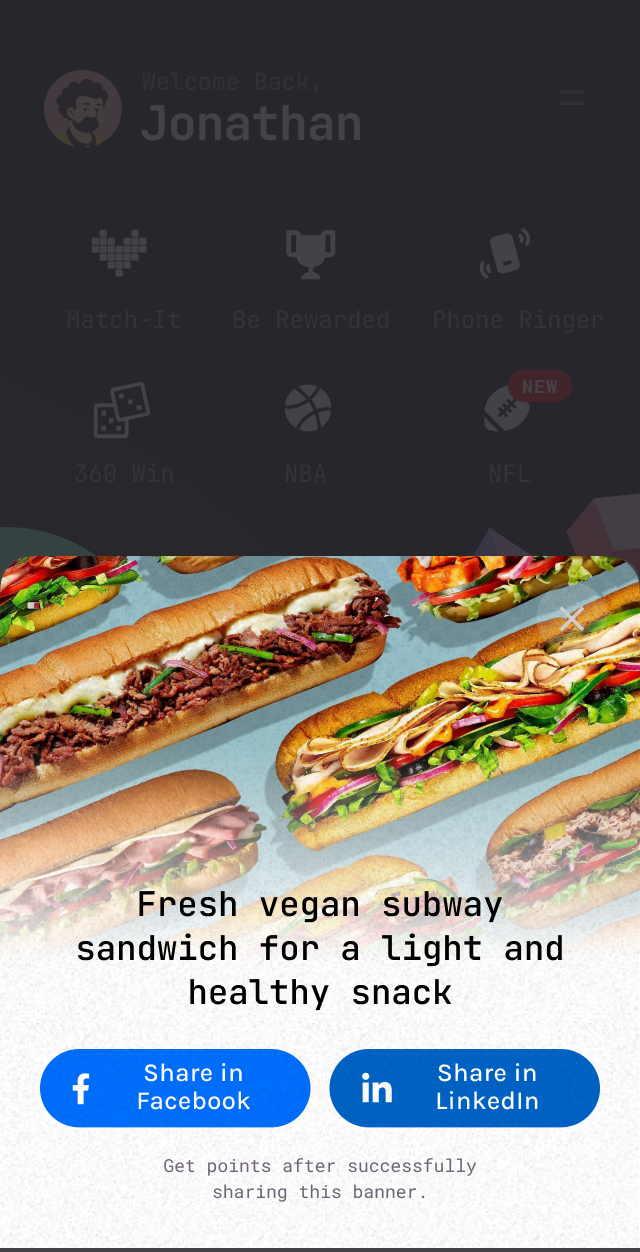 Welcome Back,
Jonathan
Match-It
Be Rewarded
Phone Ringer
NEW
360 Win
NBA
NFL
Fresh vegan subway
sandwich for a light and
healthy snack
f
Share in
Facebook
in
Share in
LinkedIn
Get points after successfully
sharing this banner.